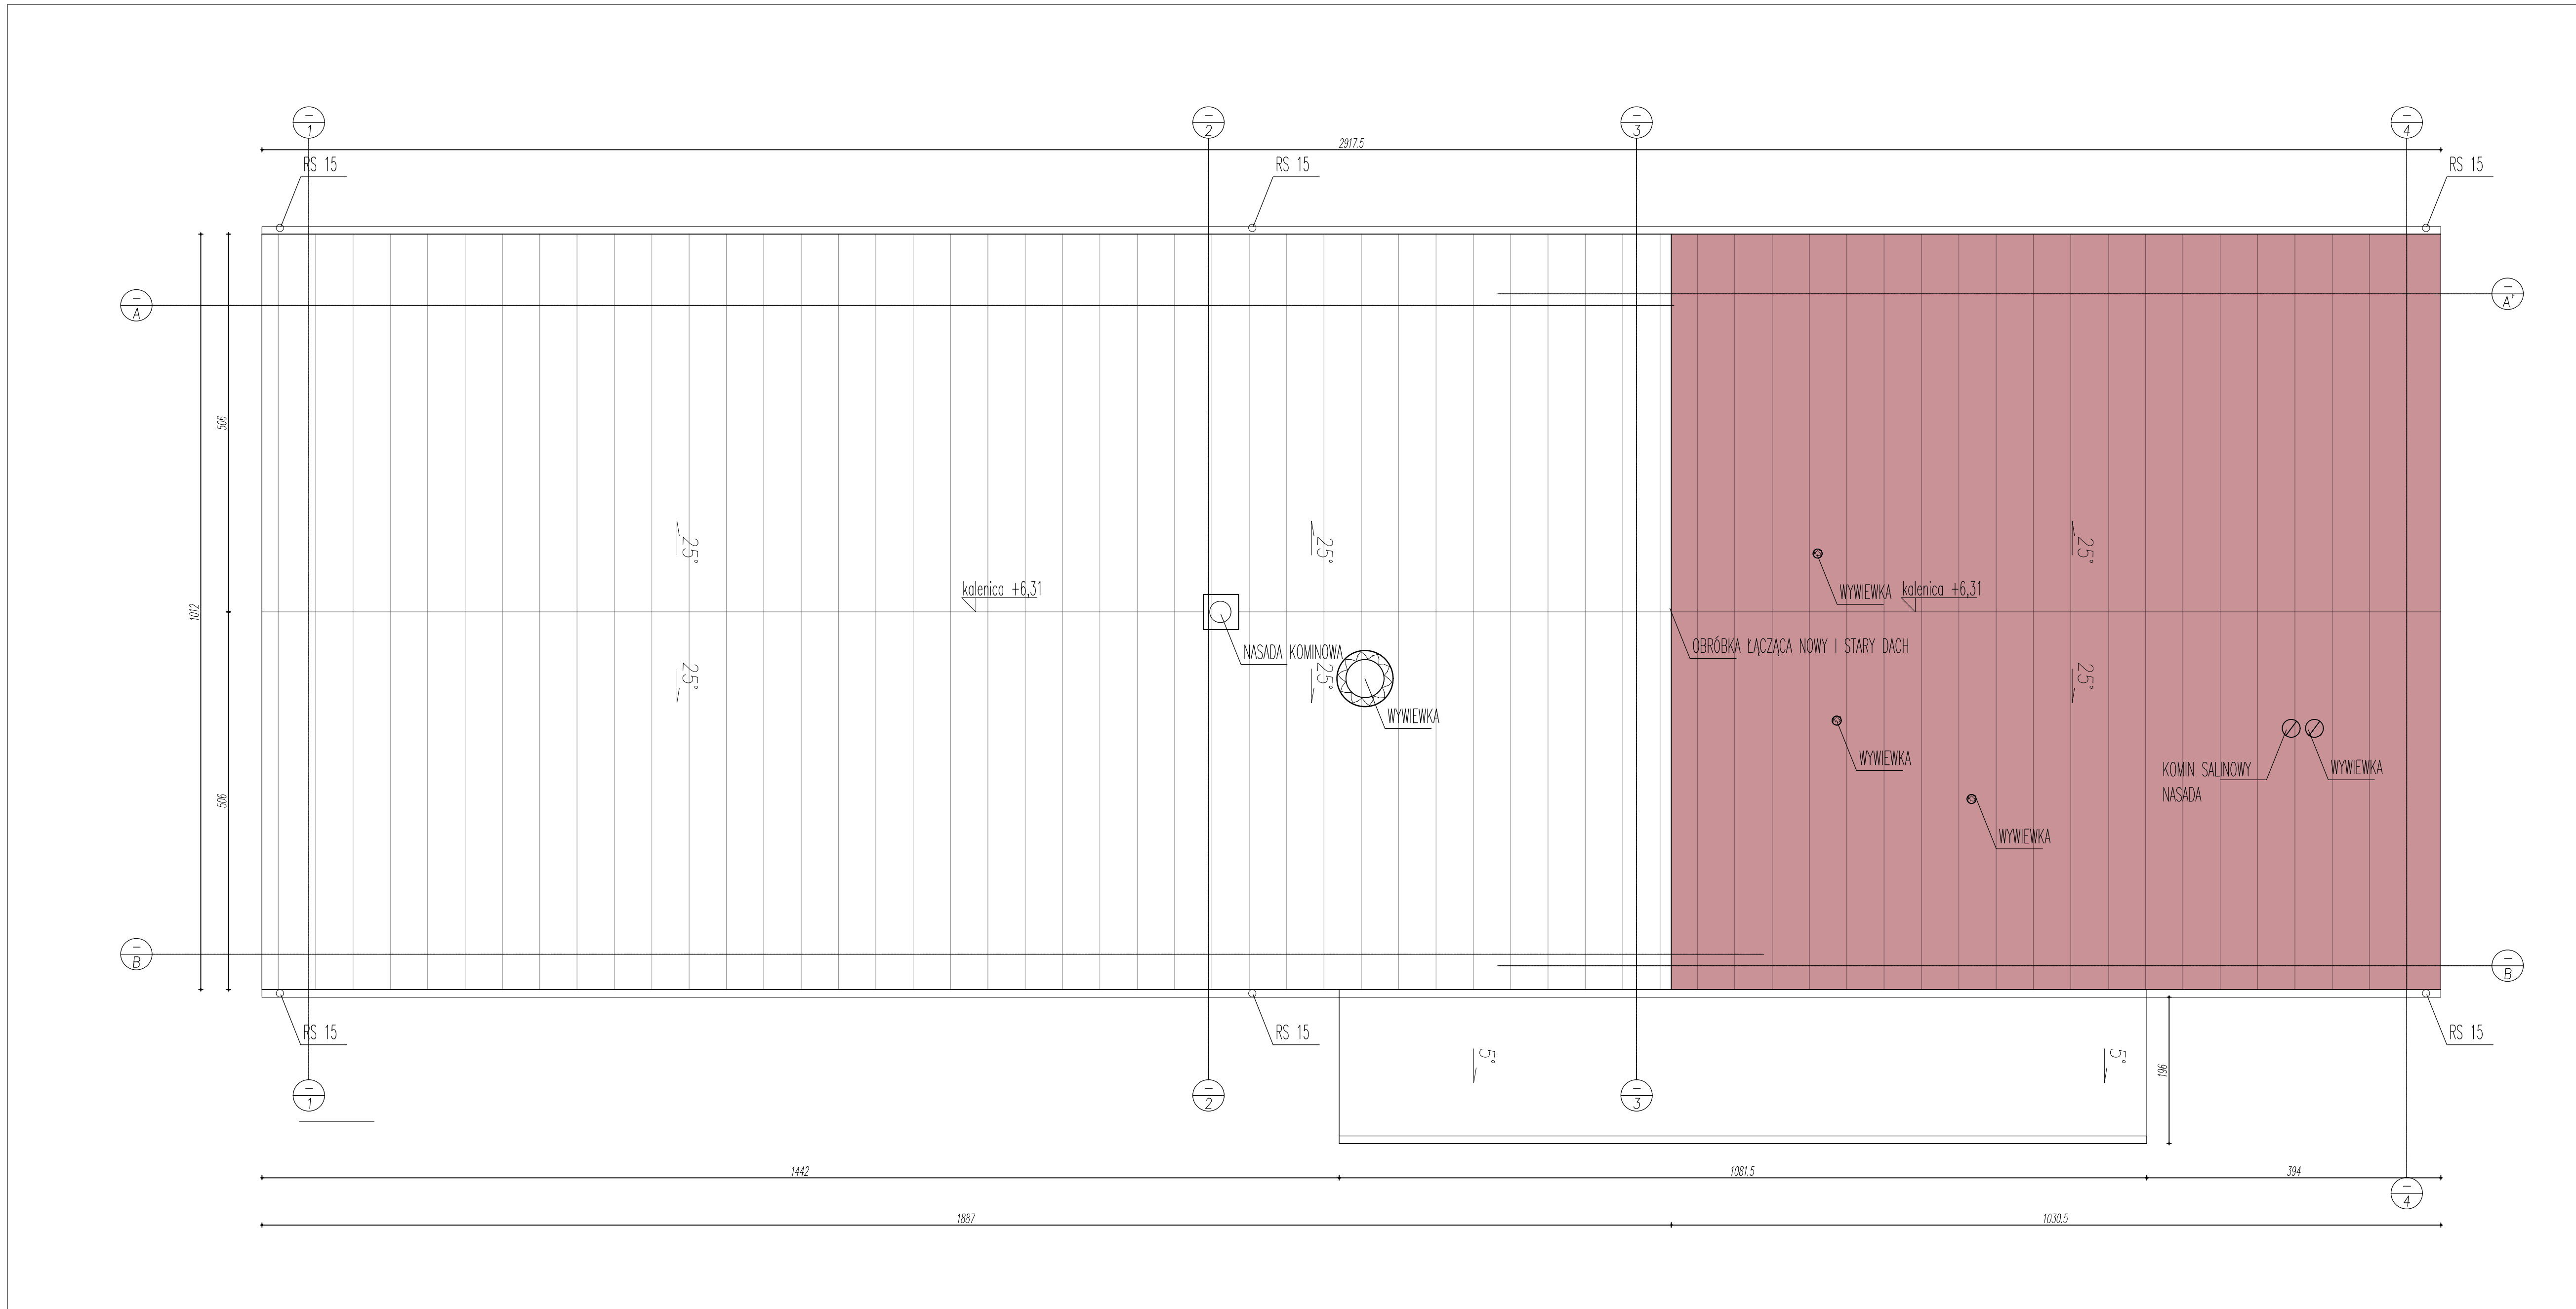 1
2
3
4
2917.5
RS 15
RS 15
RS 15
A
A'
506
1012
25°
25°
25°
kalenica +6,31
WYWIEWKA
kalenica +6,31
NASADA KOMINOWA
OBRÓBKA ŁĄCZĄCA NOWY I STARY DACH
25°
25°
25°
WYWIEWKA
WYWIEWKA
KOMIN SALINOWY
NASADA
WYWIEWKA
506
WYWIEWKA
B
B
RS 15
RS 15
RS 15
5°
5°
196
1
2
3
1442
1081.5
394
4
1887
1030.5